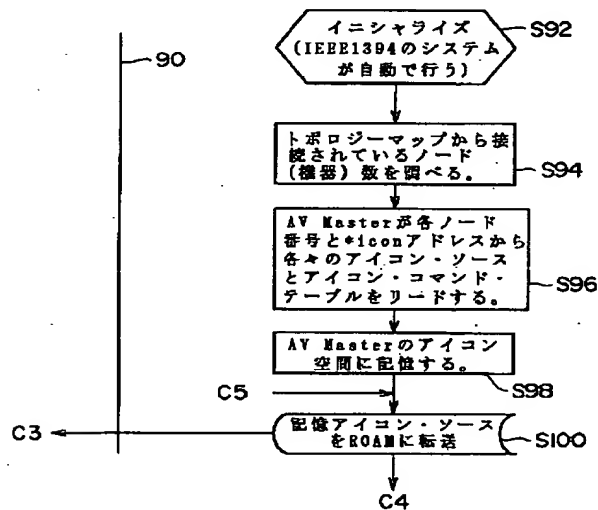 イニシャライズ
(IEEE1394のシステム
が自動で行う)
S92
90
トポロジーマップから接
続されているノード
(機器)数を調べる。
S94
AV Masterが各ノード
番号と*iconアドレスから
各々のアイコン・ソース
とアイコン・コマンド・
テーブルをリードする。
S96
AV Masterのアイコン
空間に記憶する。
S98
C5
記憶アイコン・ソース
をROAMに転送
S100
C3
C4